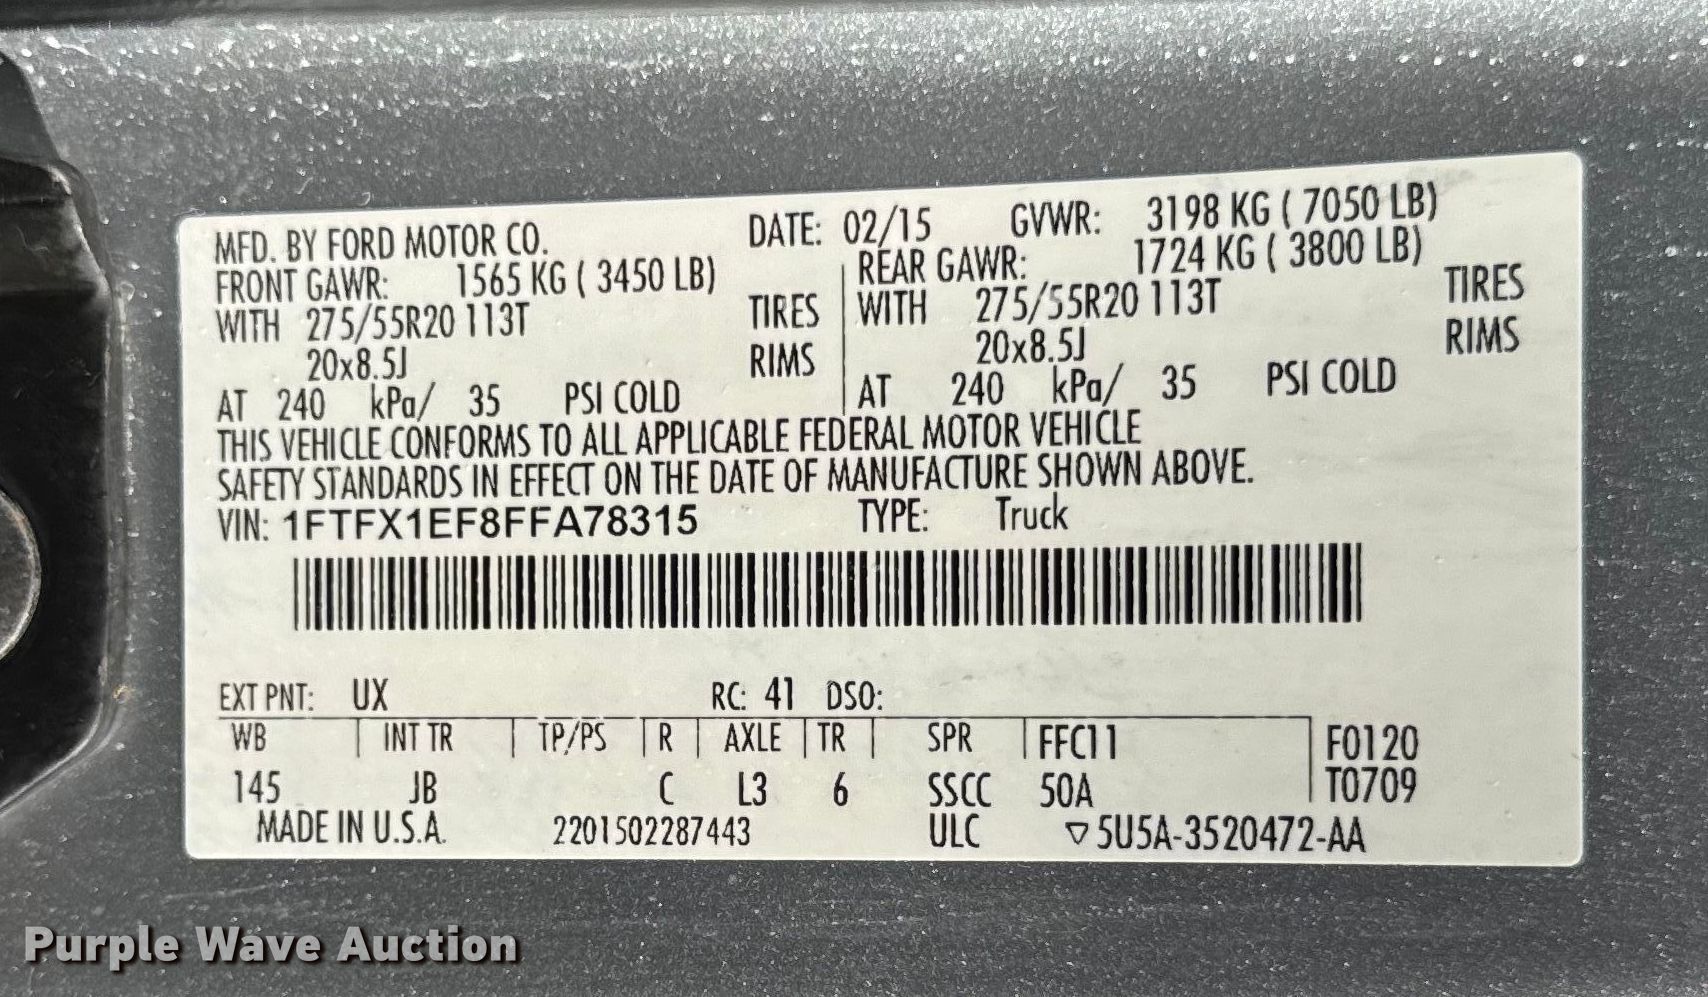 MFD. BY FORD MOTOR CO. DATE: 02/15 GVWR: 3198 KG ( 7050 LB)
FRONT GAWR: 1565 KG ( 3450 LB) REAR GAWR: 1724 KG ( 3800 LB)
WITH 275/55R20 113T TIRES WITH 275/55R20 113T TIRES
20x8.5J RIMS 20x8.5J RIMS
AT 240 kPa/ 35 PSI COLD AT 240 kPa/ 35 PSI COLD
THIS VEHICLE CONFORMS TO ALL APPLICABLE FEDERAL MOTOR VEHICLE
SAFETY STANDARDS IN EFFECT ON THE DATE OF MANUFACTURE SHOWN ABOVE.
VIN: 1FTFX1EF8FFA78315 TYPE: Truck
EXT PNT: UX RC: 41 DSO:
WB INT TR TP/PS R AXLE TR SPR FFC11 F0120
145 JB C L3 6 SSCC 50A T0709
MADE IN U.S.A. 2201502287443 ULC ▽5U5A-3520472-AA
Purple Wave Auction